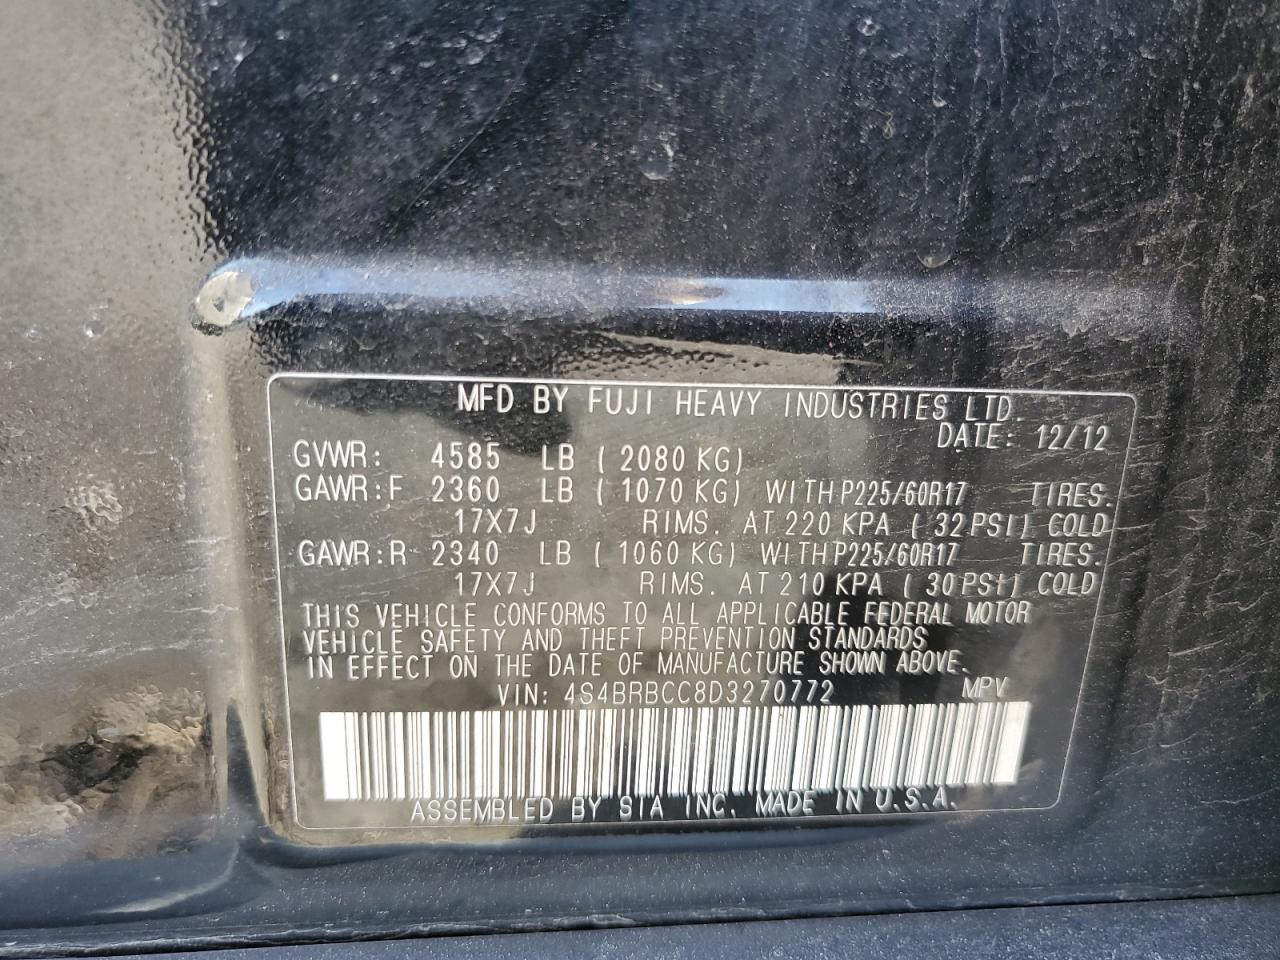 MFD BY FUJI HEAVY INDUSTRIES LTD.
DATE: 12/12
GVWR: 4585 LB ( 2080 KG)
GAWR:F 2360 LB ( 1070 KG) WITH P225/60R17 TIRES.
17X7J RIMS. AT 220 KPA ( 32 PSI) COLD
GAWR:R 2340 LB ( 1060 KG) WITH P225/60R17 TIRES.
17X7J RIMS. AT 210 KPA ( 30 PSI) COLD
THIS VEHICLE CONFORMS TO ALL APPLICABLE FEDERAL MOTOR
VEHICLE SAFETY AND THEFT PREVENTION STANDARDS
IN EFFECT ON THE DATE OF MANUFACTURE SHOWN ABOVE.
VIN: 4S4BRBCC8D3270772 MPV
ASSEMBLED BY SIA INC. MADE IN U.S.A.